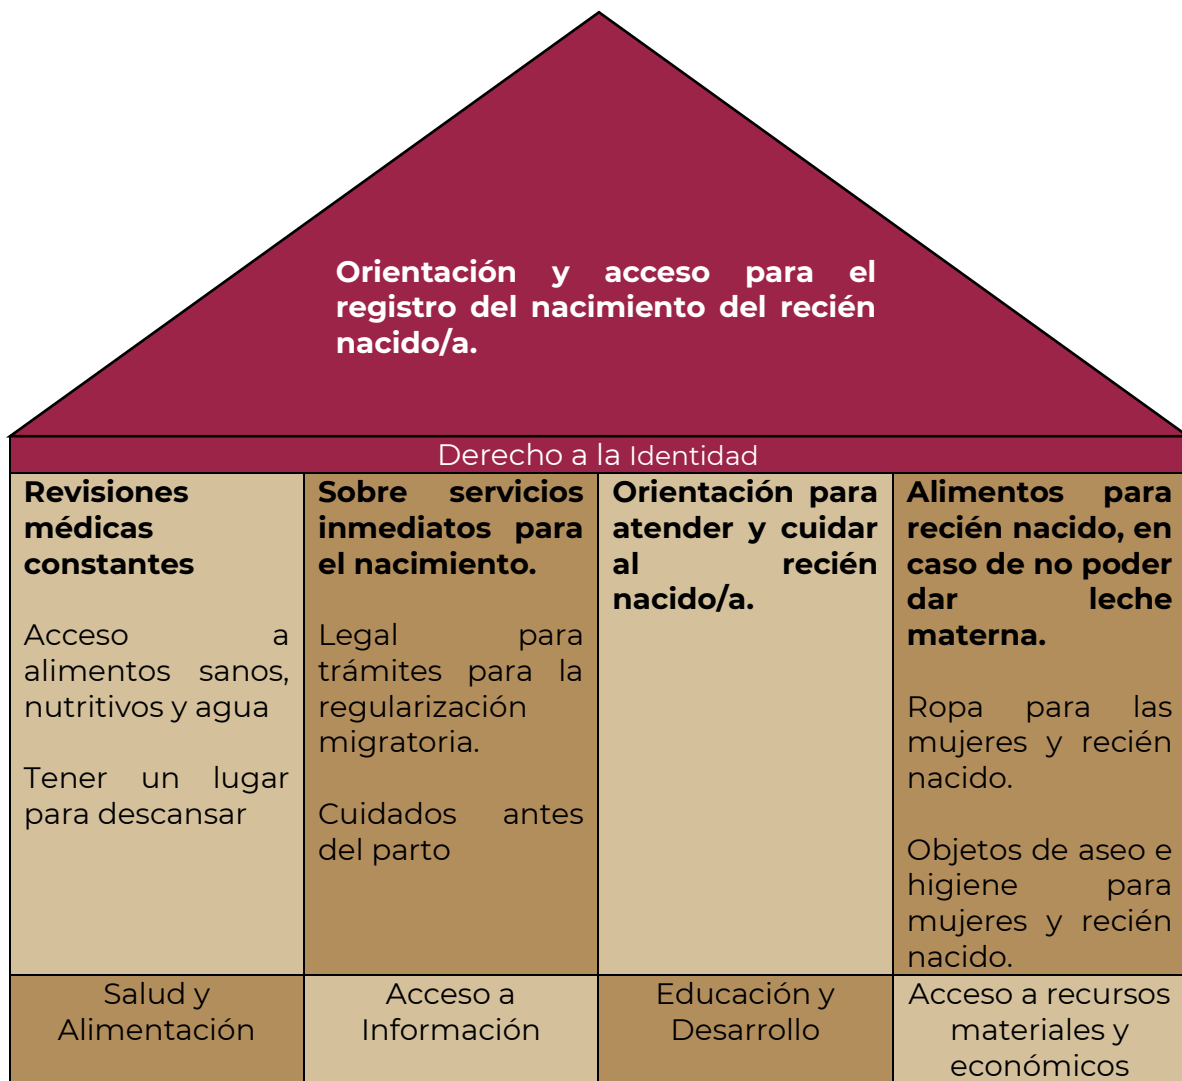 Orientación y acceso para el
registro del nacimiento del recién
nacido/a.
Derecho a la Identidad
Revisiones
médicas
constantes
Acceso a
alimentos sanos,
nutritivos y agua
Tener un lugar
para descansar
Sobre servicios
inmediatos para
el nacimiento.
Legal para
trámites para la
regularización
migratoria.
Cuidados antes
del parto
Orientación para
atender y cuidar
al recién
nacido/a.
Alimentos para
recién nacido, en
caso de no poder
dar leche
materna.
Ropa para las
mujeres y recién
nacido.
Objetos de aseo e
higiene para
mujeres y recién
nacido.
Salud y
Alimentación
Acceso a
Información
Educación y
Desarrollo
Acceso a recursos
materiales y
económicos